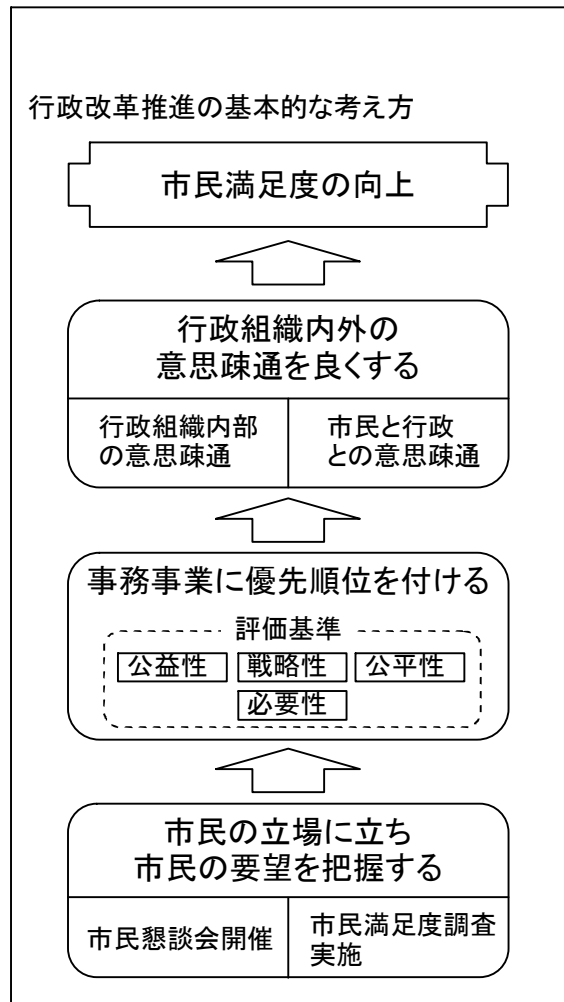 行政改革推進の基本的な考え方
市民満足度の向上
行政組織内外の
意思疎通を良くする
行政組織内部
の意思疎通
市民と行政
との意思疎通
事務事業に優先順位を付ける
評価基準
公益性 戦略性 公平性
必要性
市民の立場に立ち
市民の要望を把握する
市民懇談会開催
市民満足度調査
実施